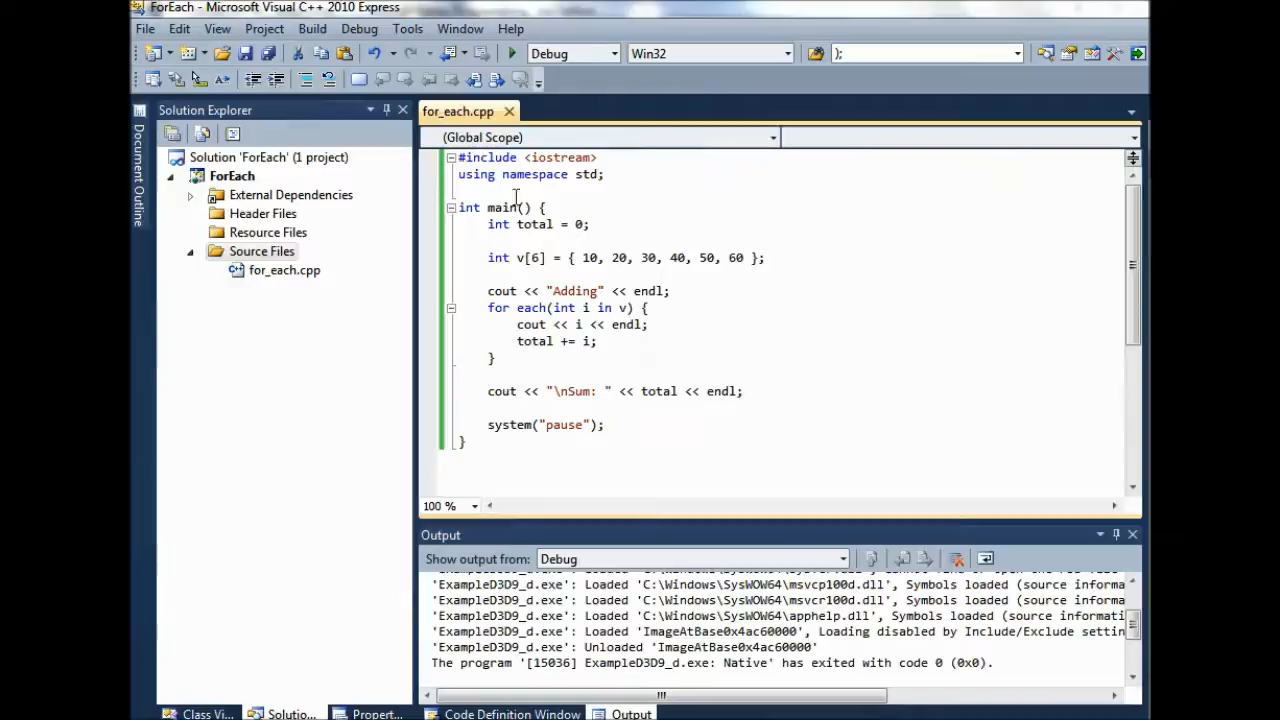 ForEach - Microsoft Visual C++ 2010 Express
File Edit View Project Build Debug Tools Window Help
Debug Win32 );
Solution Explorer
for_each.cpp
(Global Scope)
Document Outline
Solution 'ForEach' (1 project)
ForEach
External Dependencies
Header Files
Resource Files
Source Files
for_each.cpp
#include <iostream>
using namespace std;
int main() {
int total = 0;
int v[6] = { 10, 20, 30, 40, 50, 60 };
cout << "Adding" << endl;
for each(int i in v) {
cout << i << endl;
total += i;
}
cout << "\nSum: " << total << endl;
system("pause");
}
100 %
Output
Show output from: Debug
'ExampleD3D9_d.exe': Loaded 'C:\Windows\SysWOW64\msvcp100d.dll', Symbols loaded (source informa
'ExampleD3D9_d.exe': Loaded 'C:\Windows\SysWOW64\msvcr100d.dll', Symbols loaded (source informa
'ExampleD3D9_d.exe': Loaded 'C:\Windows\SysWOW64\apphelp.dll', Symbols loaded (source informati
'ExampleD3D9_d.exe': Loaded 'ImageAtBase0x4ac60000', Loading disabled by Include/Exclude settin
'ExampleD3D9_d.exe': Unloaded 'ImageAtBase0x4ac60000'
The program '[15036] ExampleD3D9_d.exe: Native' has exited with code 0 (0x0).
Class Vi... Solutio... Propert... Code Definition Window Output